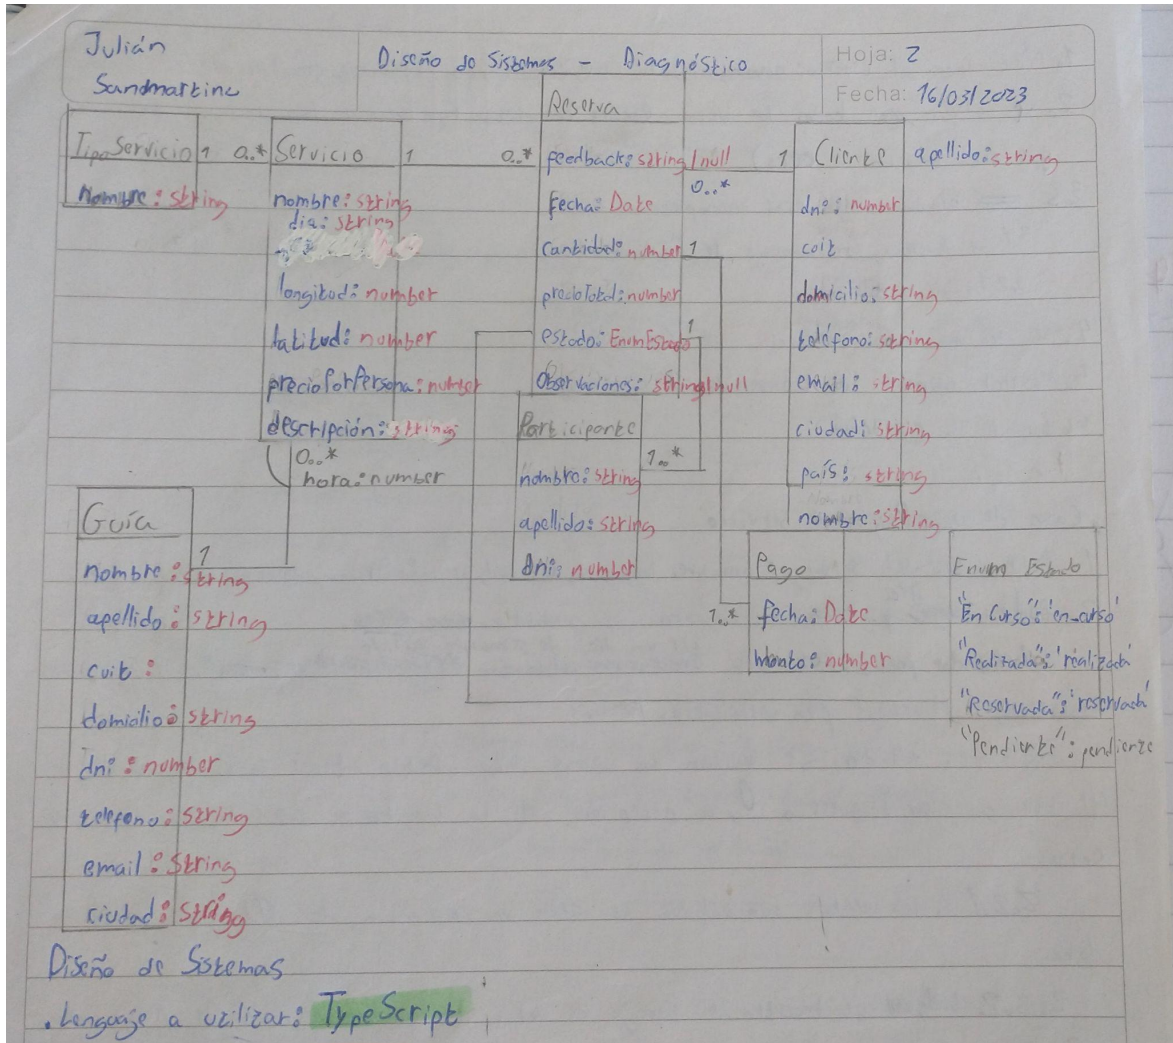 Julián
Sandmartino
Diseño de Sistemas - Diagnóstico
Hoja: 2
Fecha: 16/03/2023
TipoServicio
Nombre: string
1 0..*
Servicio
nombre: string
dia: string
longitud: number
latitud: number
precioPorPersona: number
descripción: string
hora: number
1 0..*
Reserva
feedback: string/null
Fecha: Date
Cantidad: number
precioTotal: number
estado: EnumEstado
Observaciones: string/null
1
0..*
1
1
Cliente
apellido: string
dni: number
coit
domicilio: string
teléfono: string
email: string
ciudad: string
país: string
nombre: string
0..*
1
Guía
nombre: string
apellido: string
cuit:
domicilio: string
dni: number
telefono: string
email: String
ciudad: string
Participante
nombre: string
apellido: string
dni: number
1..*
Pago
fecha: Date
Monto: number
1..*
Enum Estado
"En Curso": 'en_curso'
"Realizada": 'realizada'
"Reservada": 'reservada'
"Pendiente": pendiente
Diseño de Sistemas
. Lenguaje a utilizar: TypeScript